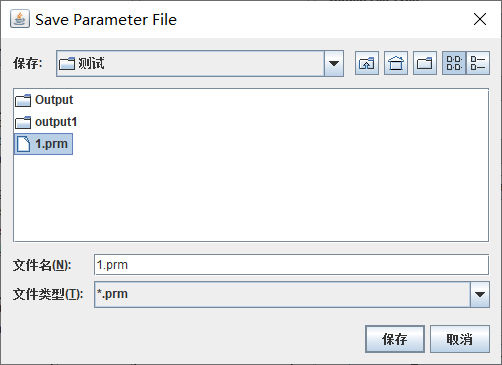 Save Parameter File
保存: 测试
Output
output1
1.prm
文件名(N): 1.prm
文件类型(T): *.prm
保存 取消